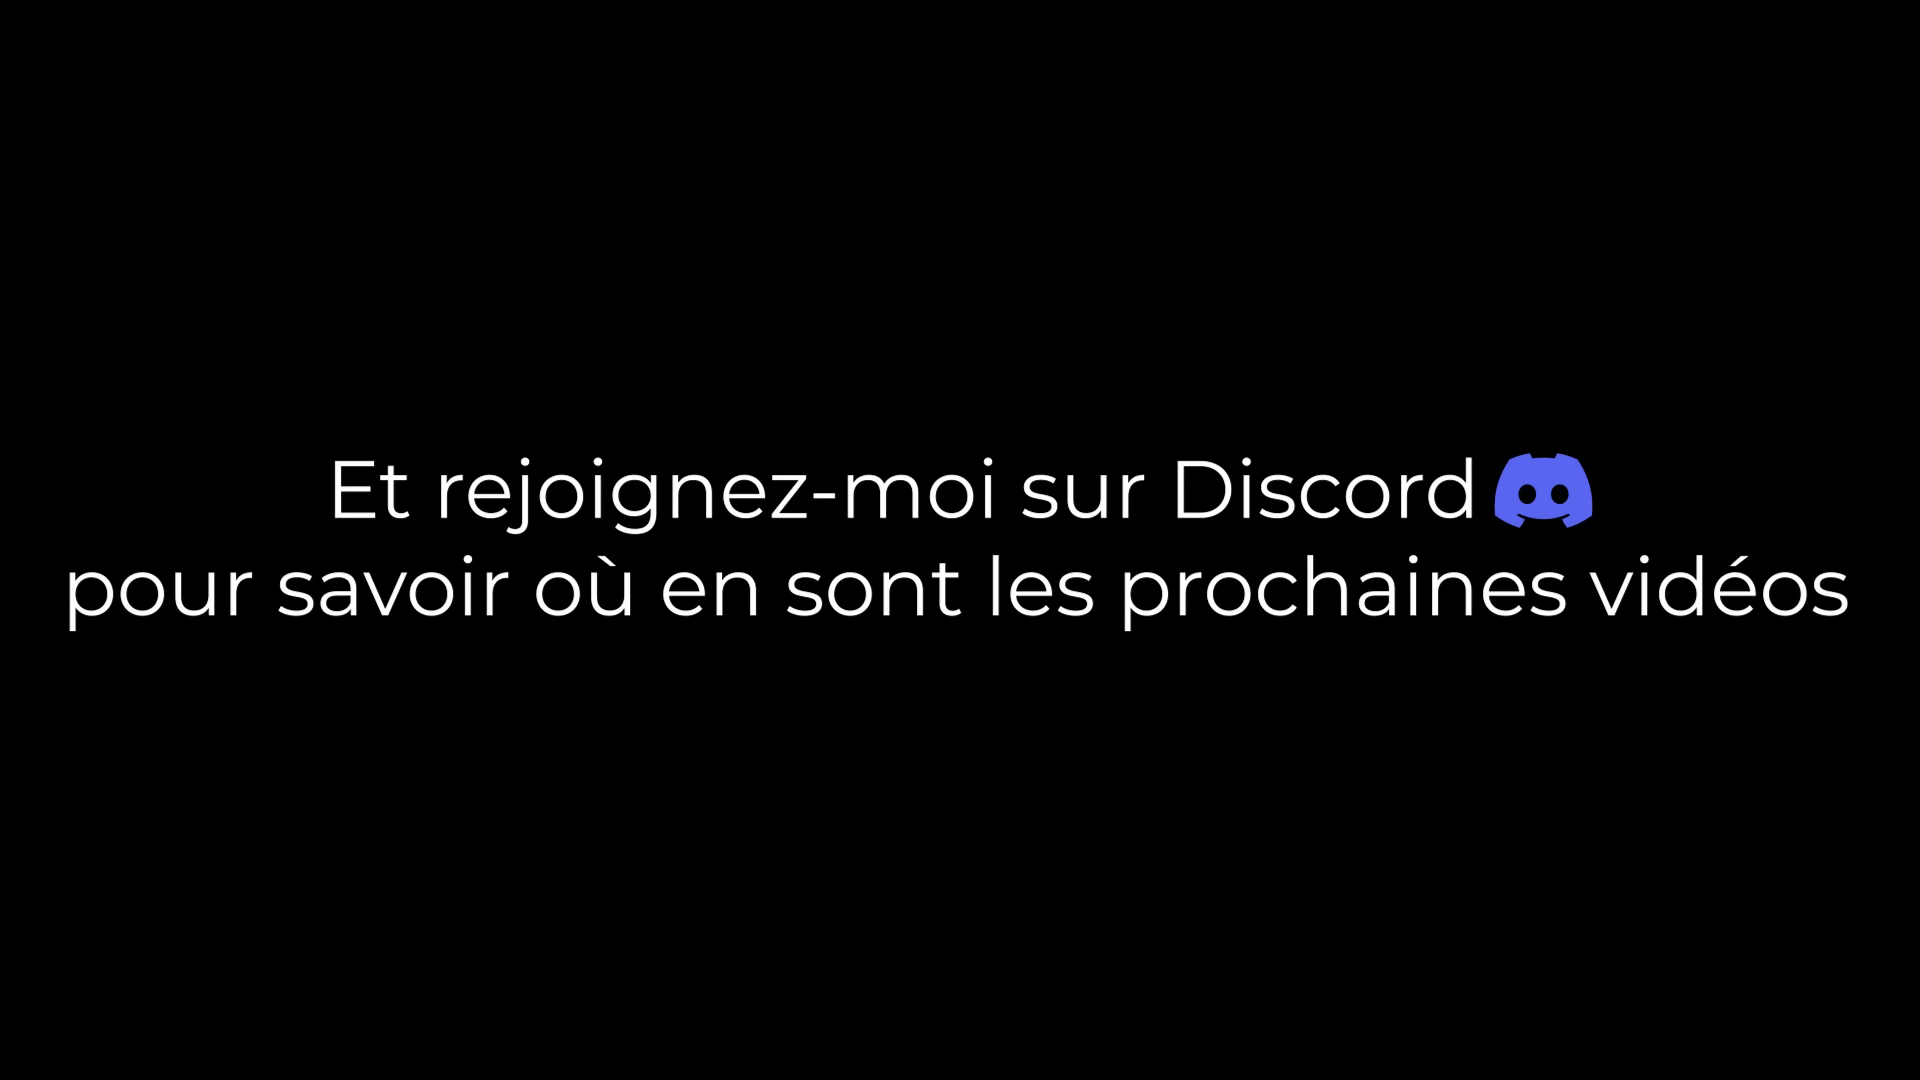 Et rejoignez-moi sur Discord
pour savoir où en sont les prochaines vidéos